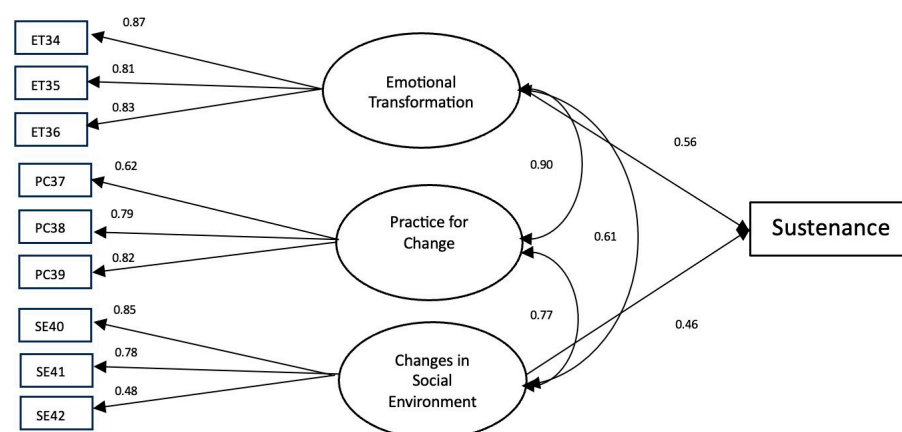 ET34
0.87
ET35
0.81
ET36
0.83
Emotional
Transformation
0.56
PC37
0.62
PC38
0.79
PC39
0.82
Practice for
Change
0.90
0.61
Sustenance
SE40
0.85
SE41
0.78
SE42
0.48
Changes in
Social
Environment
0.77
0.46